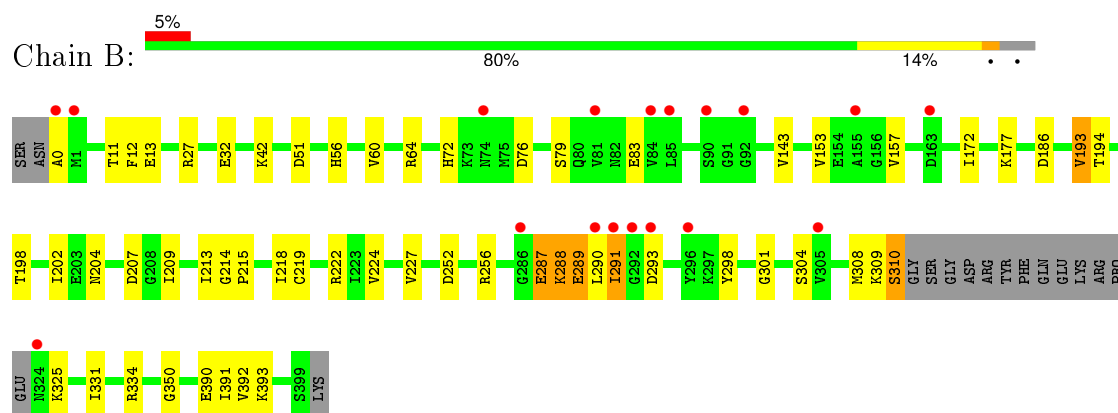 5%
Chain B:
80% 14% • •
SER ASN A0 M1 T11 F12 E13 R27 E32 K42 D51 H56 V60 R64 H72 K73 N74 M75 D76 S79 Q80 V81 N82 E83 V84 L85 S90 G91 G92 V143 V153 E154 A155 G156 V157 D163 I172 K177 D186 V193 T194
T198 I202 E203 N204 D207 G208 I209 I213 G214 P215 I218 C219 R222 I223 V224 V227 D252 R256 G286 E287 K288 E289 L290 I291 G292 D293 Y296 K297 Y298 G301 S304 V305 M308 K309 S310 GLY SER GLY ASP ARG TYR PHE GLN GLU LYS ARG PRO
GLU N324 K325 I331 R334 G350 E390 I391 V392 K393 S399 LYS